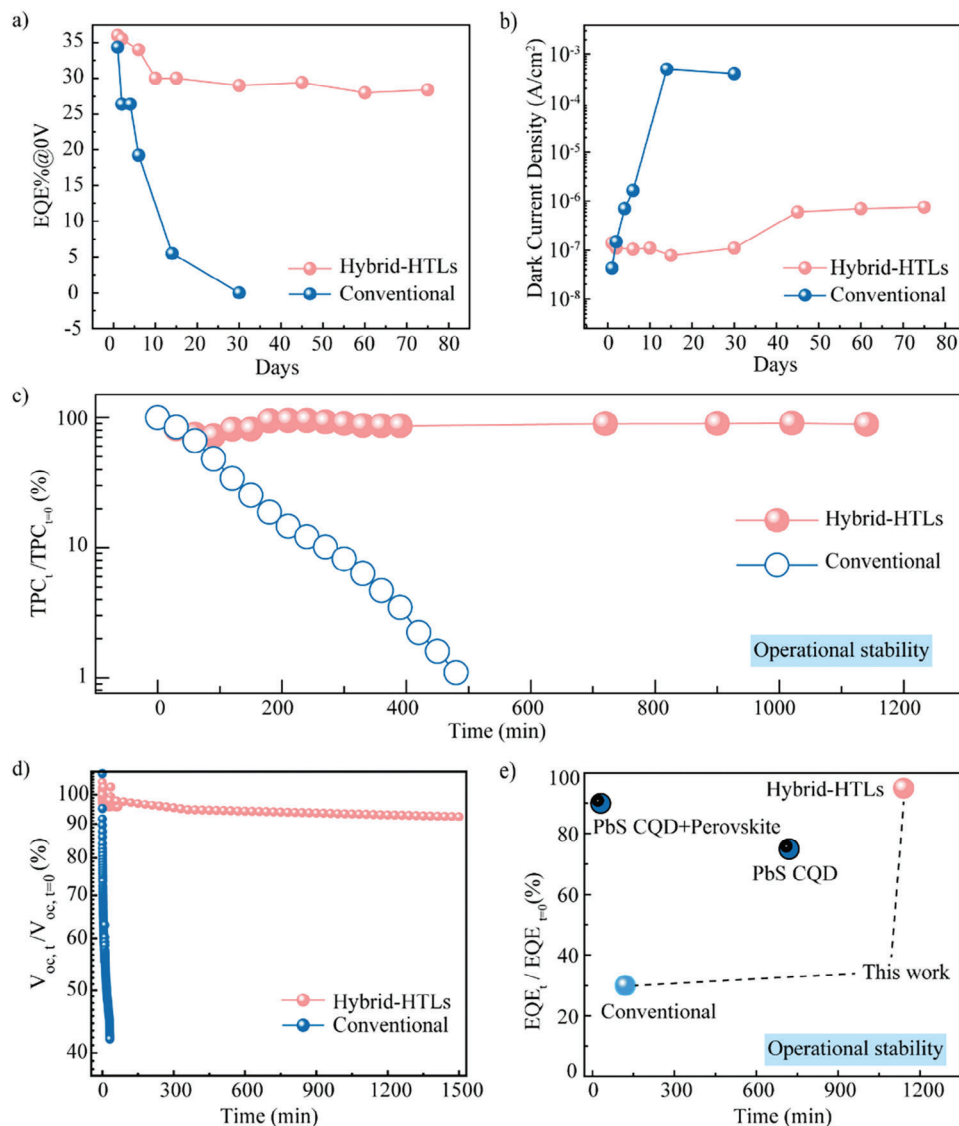 a)
35
30
25
20
15
10
5
0
-5
EQE%@0V
Hybrid-HTLs
Conventional
0 10 20 30 40 50 60 70 80
Days
b)
10⁻³
10⁻⁴
10⁻⁵
10⁻⁶
10⁻⁷
10⁻⁸
Dark Current Density (A/cm²)
Hybrid-HTLs
Conventional
0 10 20 30 40 50 60 70 80
Days
c)
100
10
1
TPCₜ /TPCₜ₌₀ (%)
Hybrid-HTLs
Conventional
Operational stability
0 200 400 600 800 1000 1200
Time (min)
d)
100
90
80
70
60
50
40
V oc, t /V oc, t=0 (%)
Hybrid-HTLs
Conventional
0 300 600 900 1200 1500
Time (min)
e)
100
80
60
40
20
0
EQE t / EQE t=0 (%)
Hybrid-HTLs
PbS CQD+Perovskite
PbS CQD
This work
Conventional
Operational stability
0 300 600 900 1200
Time (min)